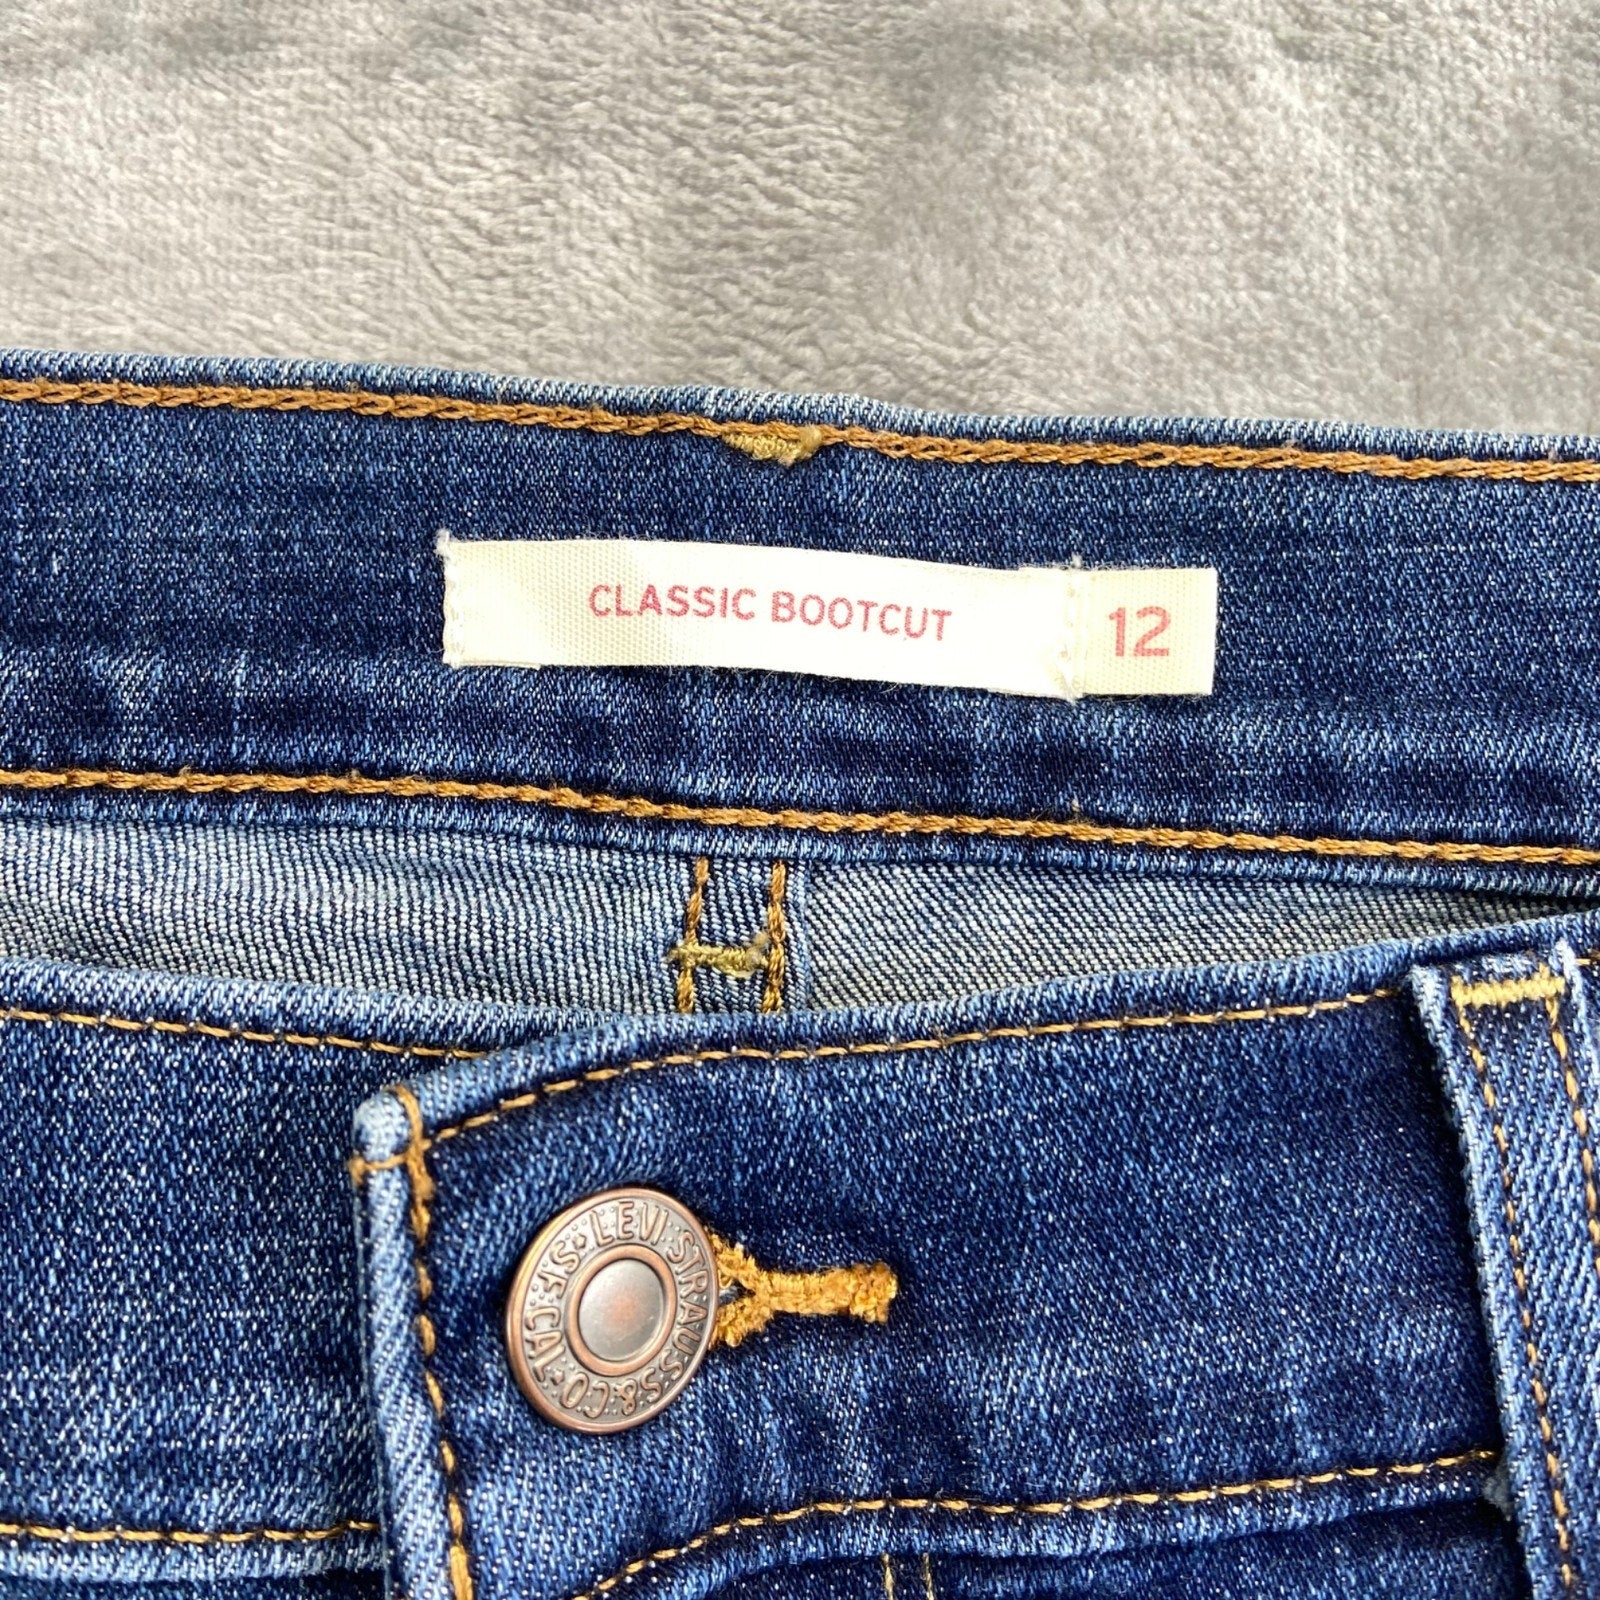 CLASSIC BOOTCUT 12
LEVI STRAUSS & CO. S.F. CAL